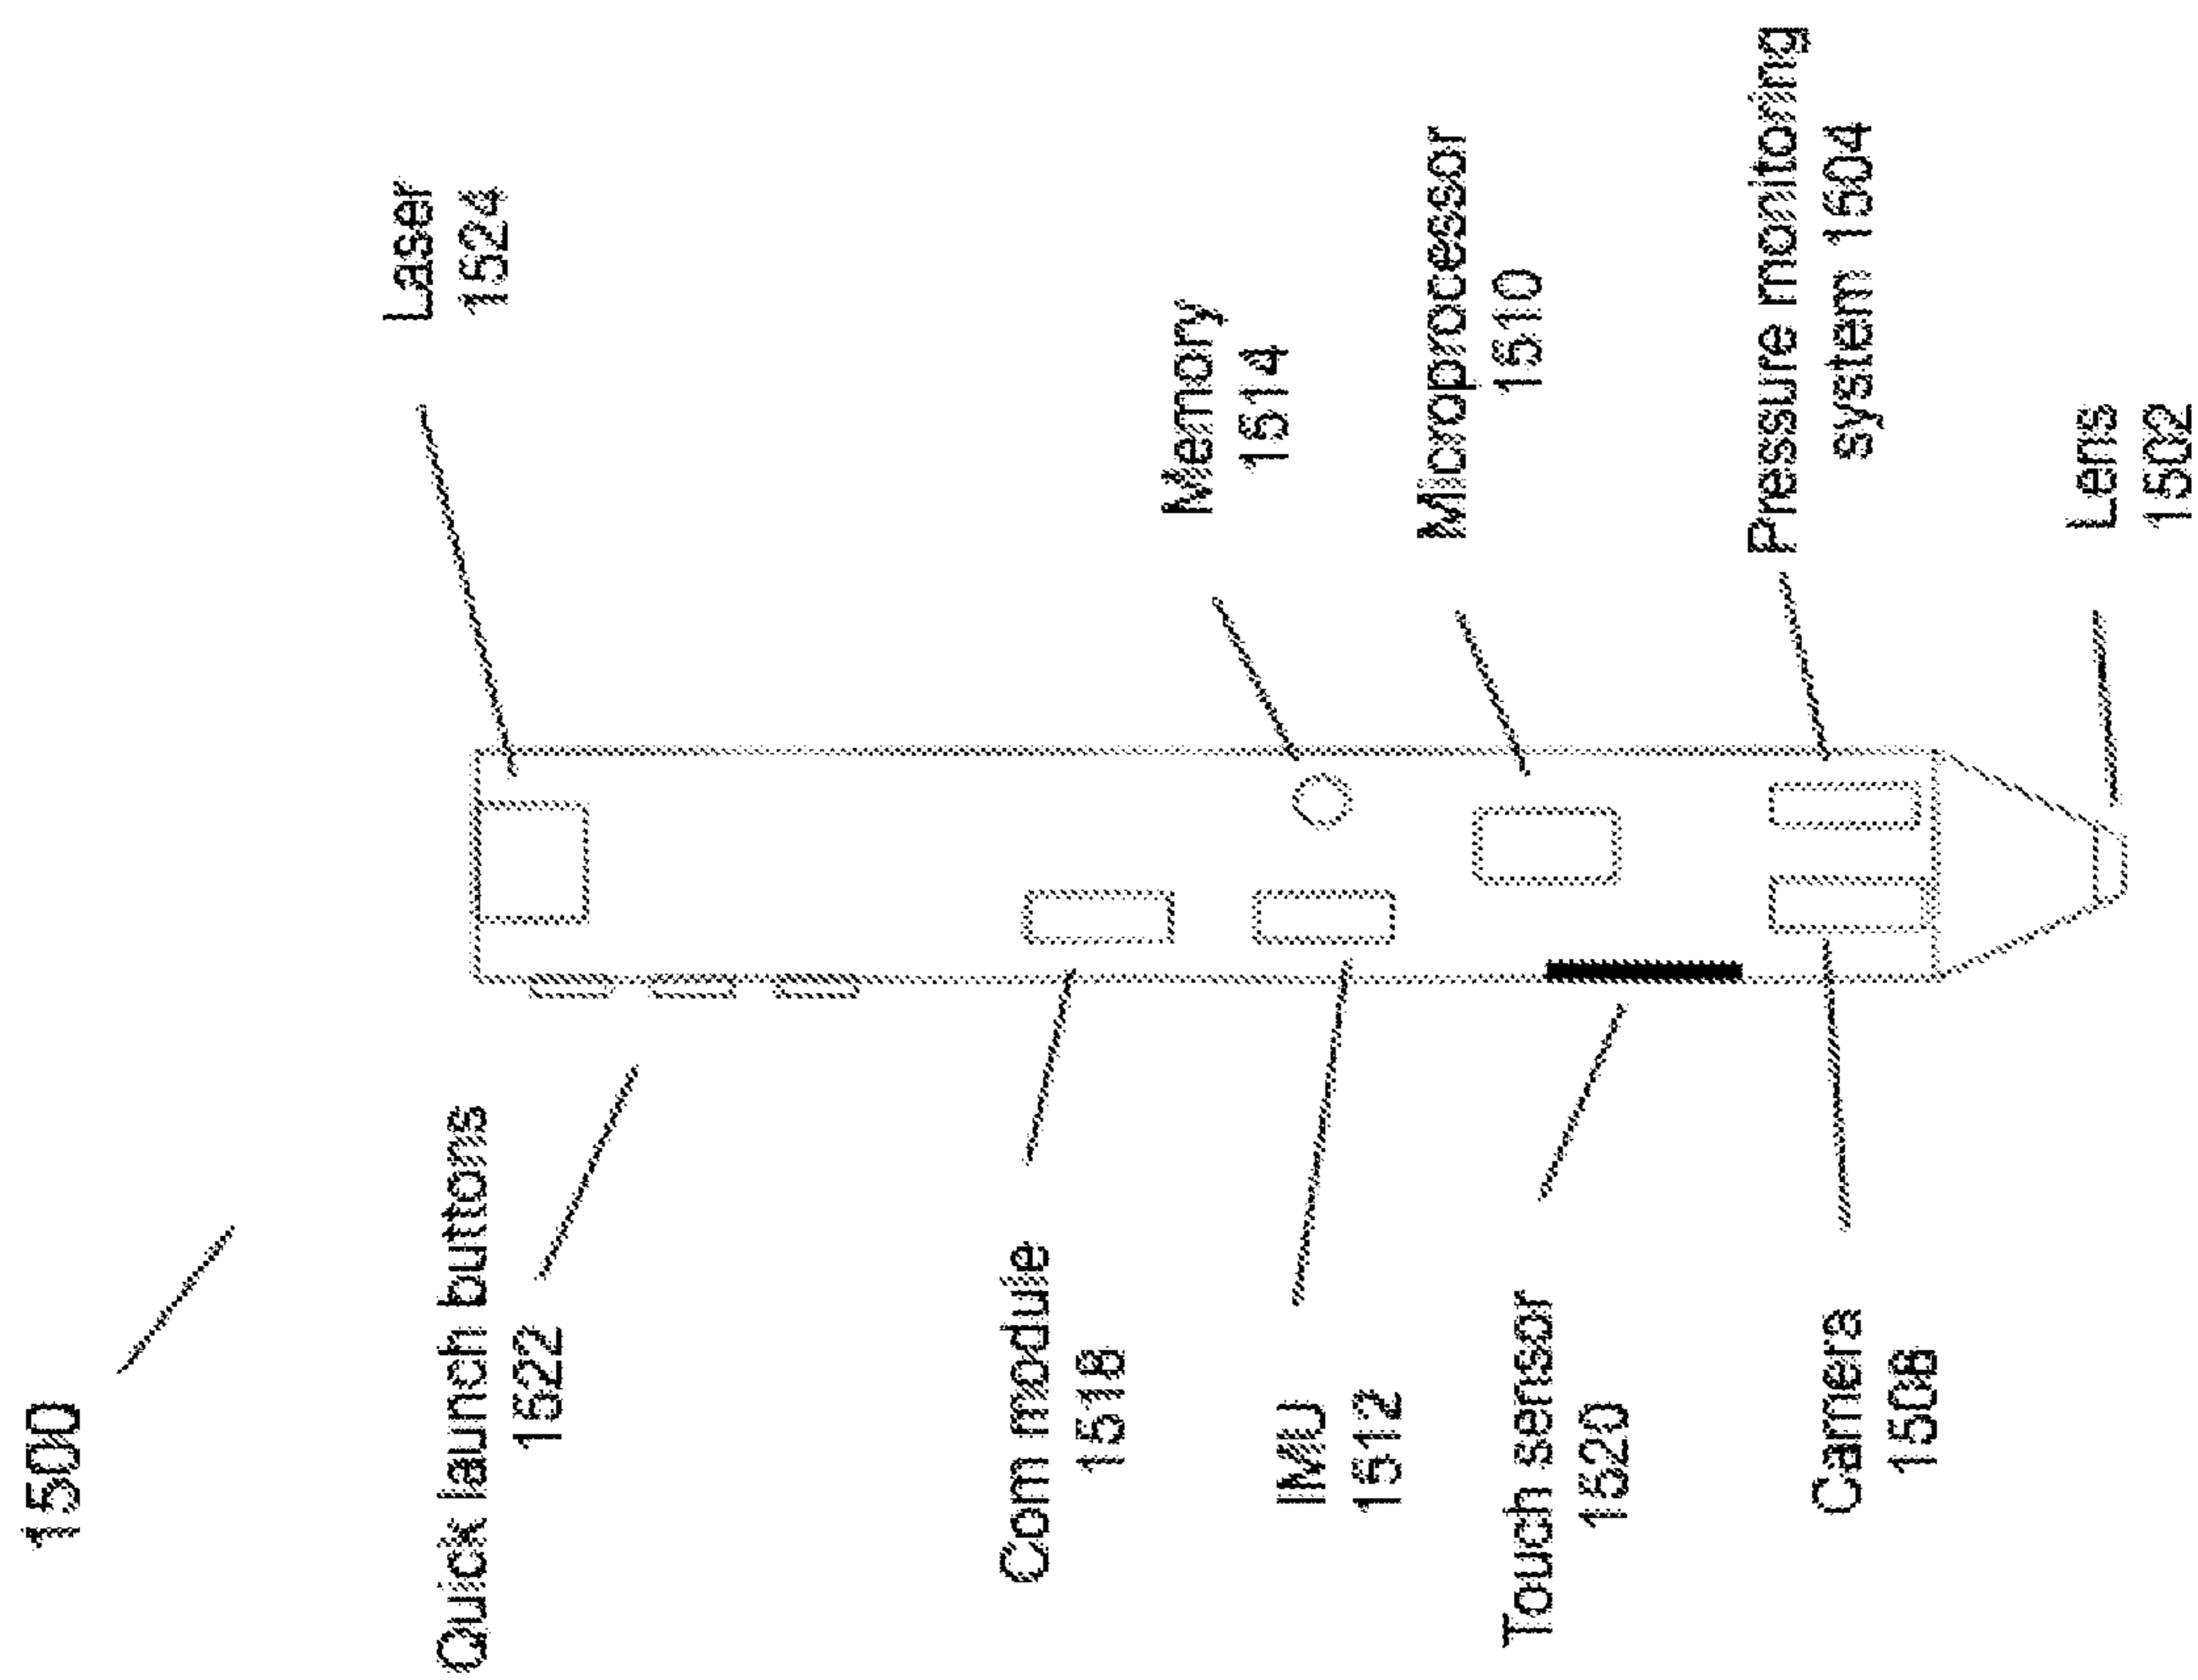 1500
Quick launch buttons
1522
Com module
1518
IMU
1512
Touch sensor
1520
Camera
1508
Laser
1524
Memory
1514
Microprocessor
1510
Pressure monitoring
system 1504
Lens
1502